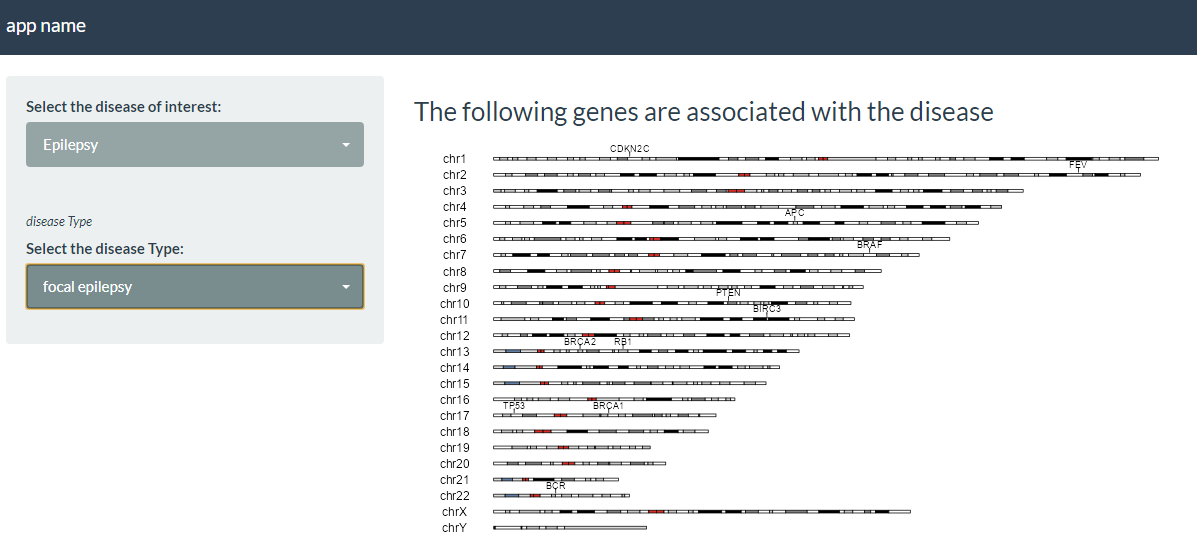 app name
Select the disease of interest:
Epilepsy
disease Type
Select the disease Type:
focal epilepsy
The following genes are associated with the disease
CDKN2C
chr1
FEV
chr2
chr3
chr4
APC
chr5
chr6
BRAF
chr7
chr8
chr9
PTEN
chr10
BIRC3
chr11
chr12
BRCA2 RB1
chr13
chr14
chr15
chr16
TP53 BRCA1
chr17
chr18
chr19
chr20
chr21
BCR
chr22
chrX
chrY